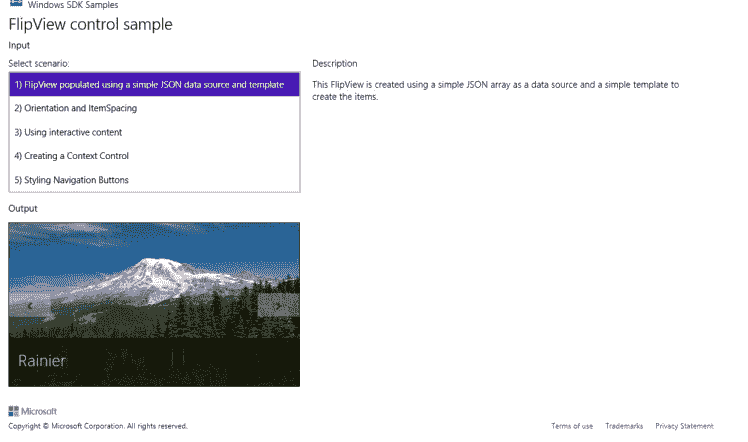 Windows SDK Samples
FlipView control sample
Input
Select scenario:
1) FlipView populated using a simple JSON data source and template
2) Orientation and ItemSpacing
3) Using interactive content
4) Creating a Context Control
5) Styling Navigation Buttons
Description
This FlipView is created using a simple JSON array as a data source and a simple template to
create the items.
Output
Rainier
Microsoft
Copyright © Microsoft Corporation. All rights reserved.
Terms of use Trademarks Privacy Statement